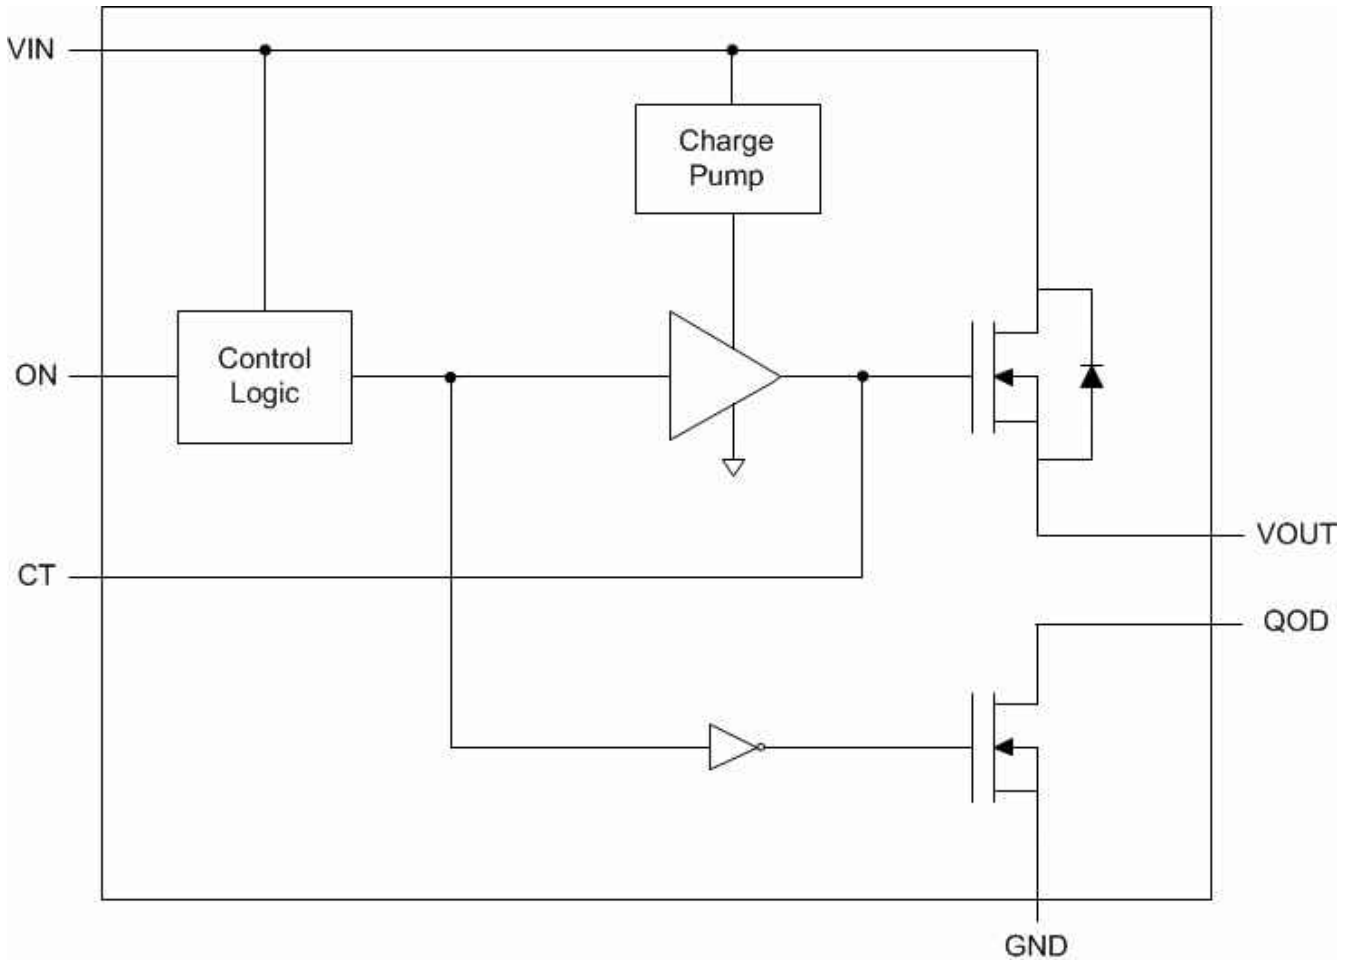 VIN
Charge
Pump
Control
Logic
ON
VOUT
CT
QOD
GND